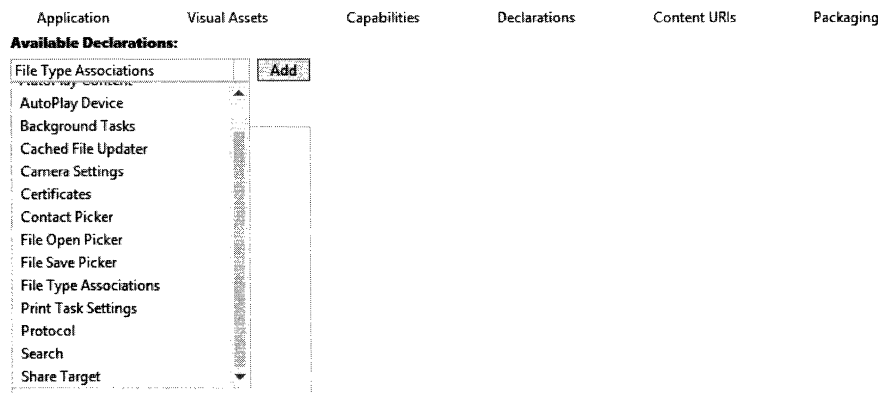 Application Visual Assets Capabilities Declarations Content URIs Packaging
Available Declarations:
File Type Associations Add
AutoPlay Content
AutoPlay Device
Background Tasks
Cached File Updater
Camera Settings
Certificates
Contact Picker
File Open Picker
File Save Picker
File Type Associations
Print Task Settings
Protocol
Search
Share Target